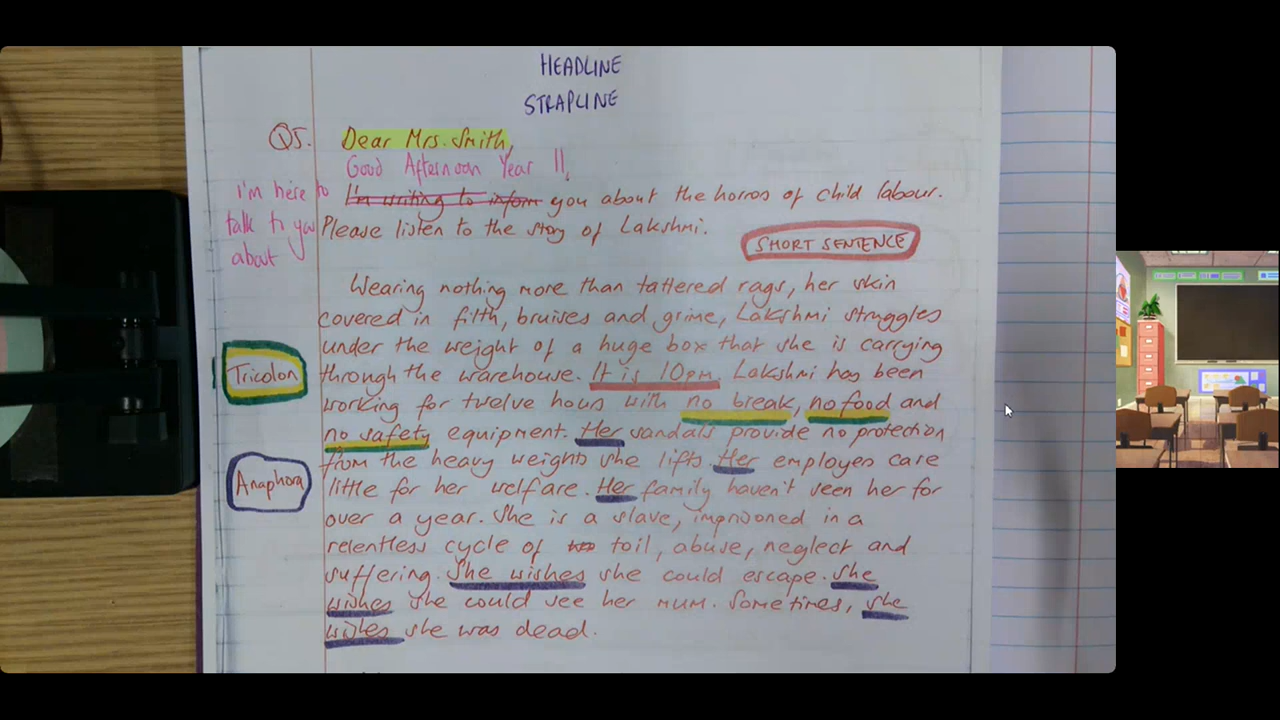 HEADLINE
STRAPLINE
Q5. Dear Mrs. Smith,
Good Afternoon Year 11,
I'm here to
talk to you
about
I'm writing to inform you about the horros of child labour.
Please listen to the story of Lakshmi.
SHORT SENTENCE
Wearing nothing more than tattered rags, her skin
covered in filth, bruises and grime, Lakshmi struggles
under the weight of a huge box that she is carrying
through the warehouse. It is 10pm. Lakshmi has been
Tricolon
working for twelve hours with no break, no food and
no safety equipment. Her sandals provide no protection
from the heavy weights she lifts. Her employers care
Anaphora
little for her welfare. Her family haven't seen her for
over a year. She is a slave, imprisoned in a
relentless cycle of toil, abuse, neglect and
suffering. She wishes she could escape. She
wishes she could see her mum. Sometimes, she
wishes she was dead.